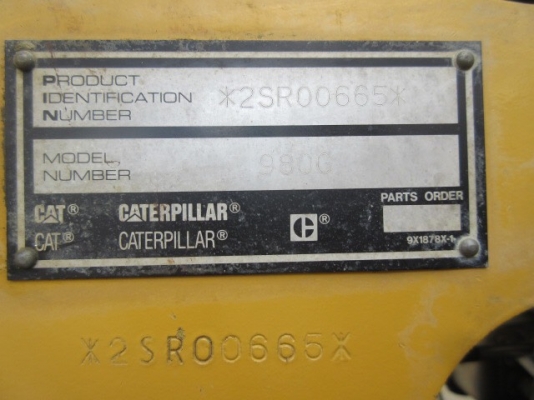 PRODUCT
IDENTIFICATION
NUMBER
*2SR00665*
MODEL
NUMBER
980G
PARTS ORDER
CAT® CATERPILLAR®
CAT® CATERPILLAR®
C
9X1878X-1
*2SR00665*